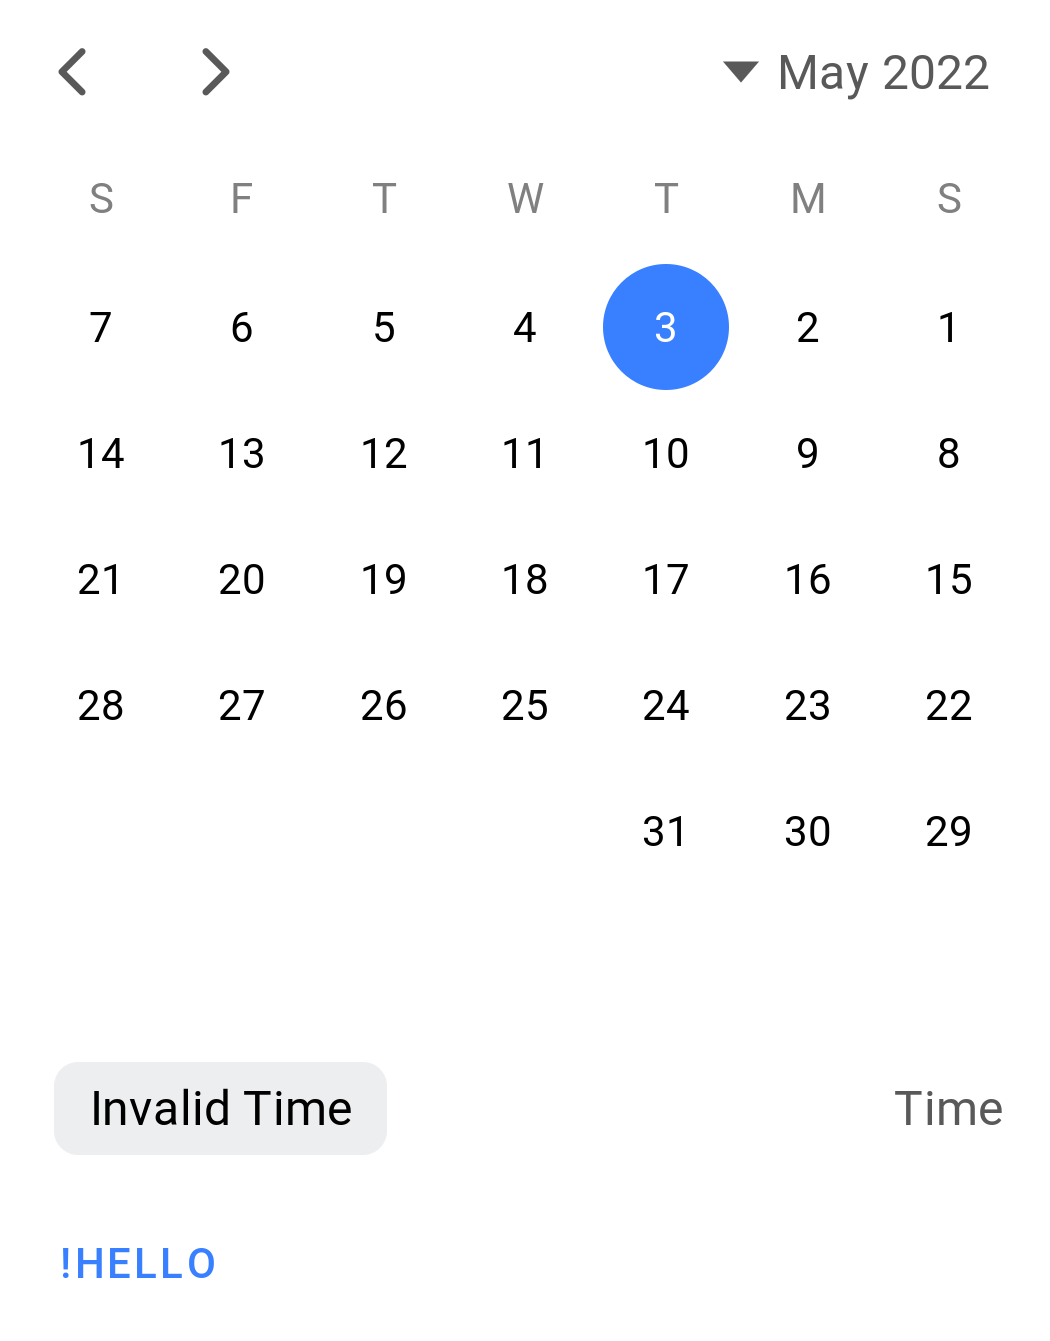 May 2022
S F T W T M S
7 6 5 4 3 2 1
14 13 12 11 10 9 8
21 20 19 18 17 16 15
28 27 26 25 24 23 22
31 30 29
Invalid Time Time
!HELLO